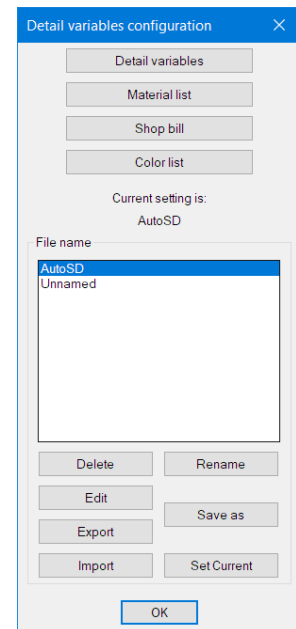 Detail variables configuration
Detail variables
Material list
Shop bill
Color list
Current setting is:
AutoSD
File name
AutoSD
Unnamed
Delete
Rename
Edit
Save as
Export
Import
Set Current
OK